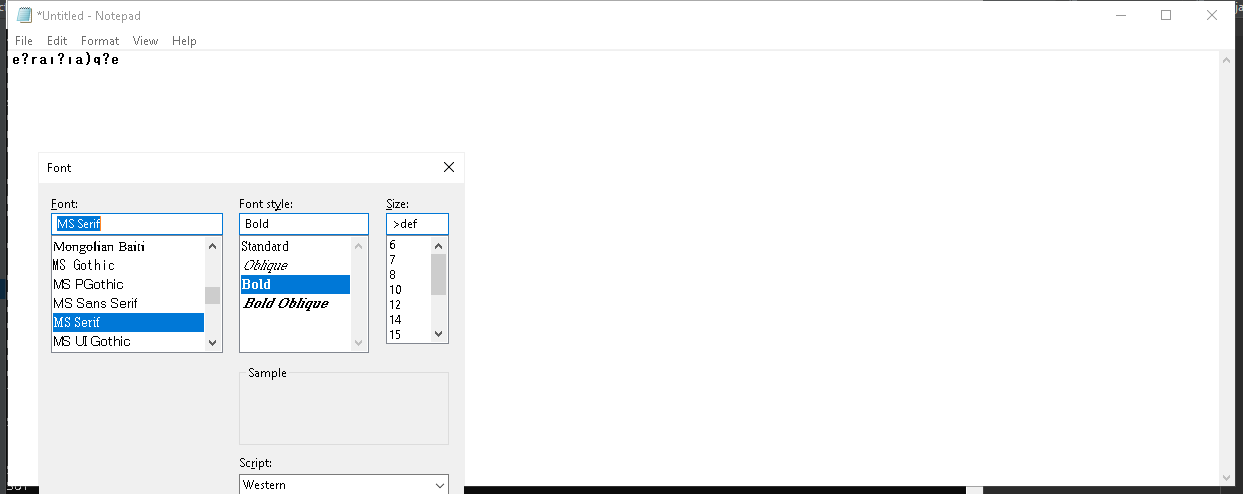 *Untitled - Notepad
File Edit Format View Help
e?raı?ıa)q?e
Font
Font: Font style: Size:
MS Serif Bold >def
Mongolian Baiti Standard 6
MS Gothic Oblique 7
MS PGothic Bold 8
MS Sans Serif Bold Oblique 10
MS Serif 12
MS UI Gothic 14
15
Sample
Script:
Western